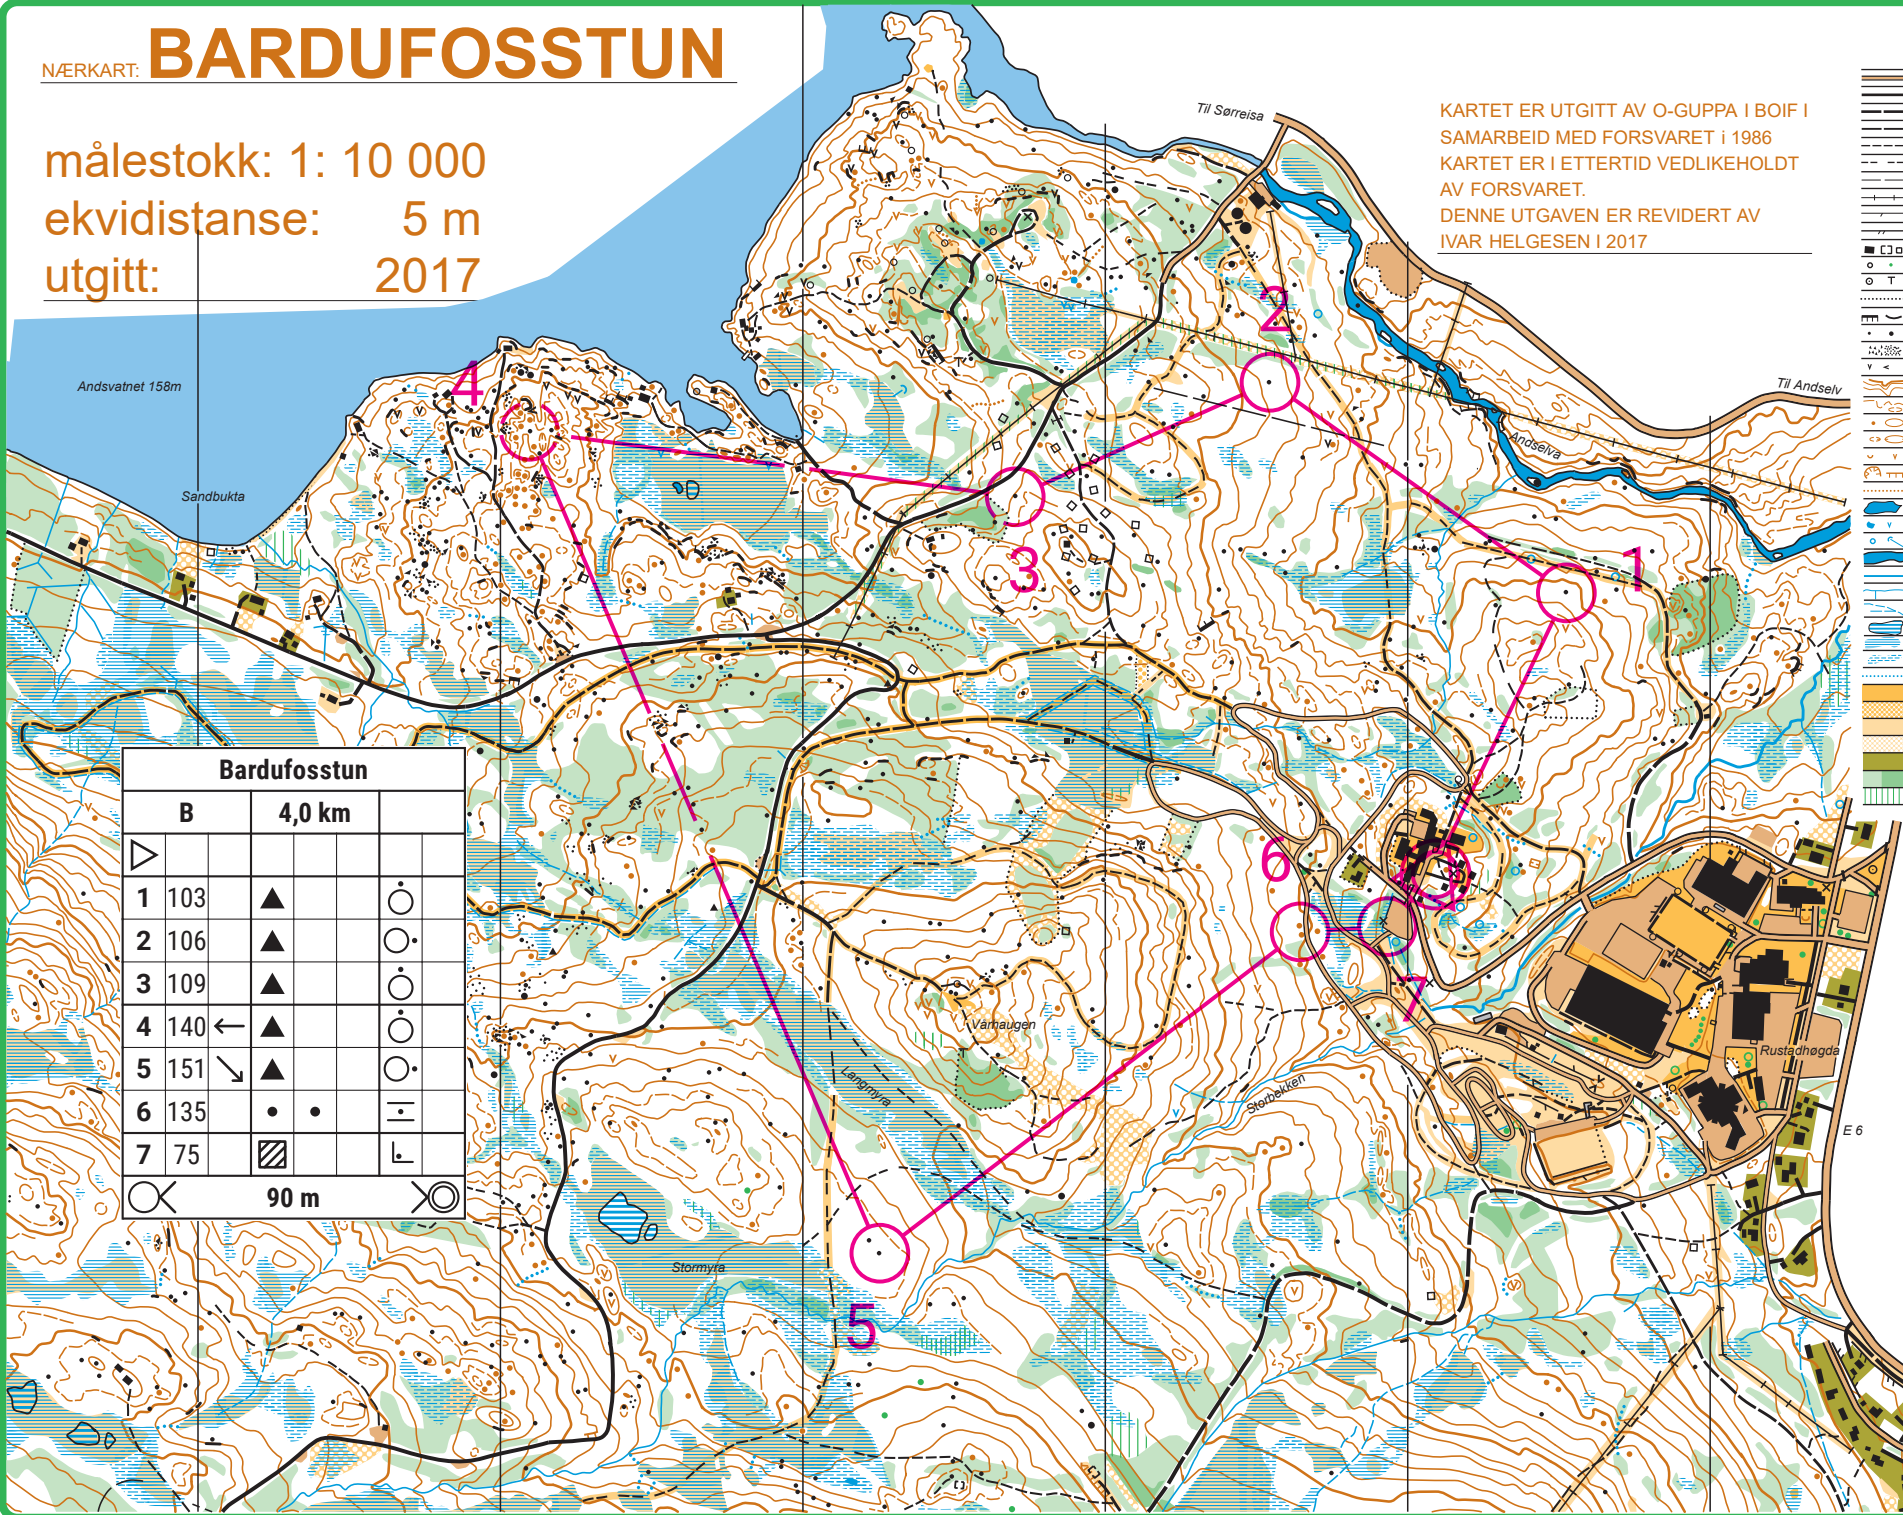 NÆRKART: BARDUFOSSTUN
målestokk: 1: 10 000
ekvidistanse: 5 m
utgitt: 2017
KARTET ER UTGITT AV O-GUPPA I BOIF I
SAMARBEID MED FORSVARET i 1986
KARTET ER I ETTERTID VEDLIKEHOLDT
AV FORSVARET.
DENNE UTGAVEN ER REVIDERT AV
IVAR HELGESEN I 2017
Til Sørreisa
2
4
Andsvatnet 158m
Til Andselv
Andselva
Sandbukta
3
1
Bardufosstun
B 4,0 km
1 103
2 106
3 109
4 140
5 151
6 135
7 75
90 m
6
7
Vårhaugen
Langmyra
Storbekken
Rustadhøgda
E 6
Stormyra
5